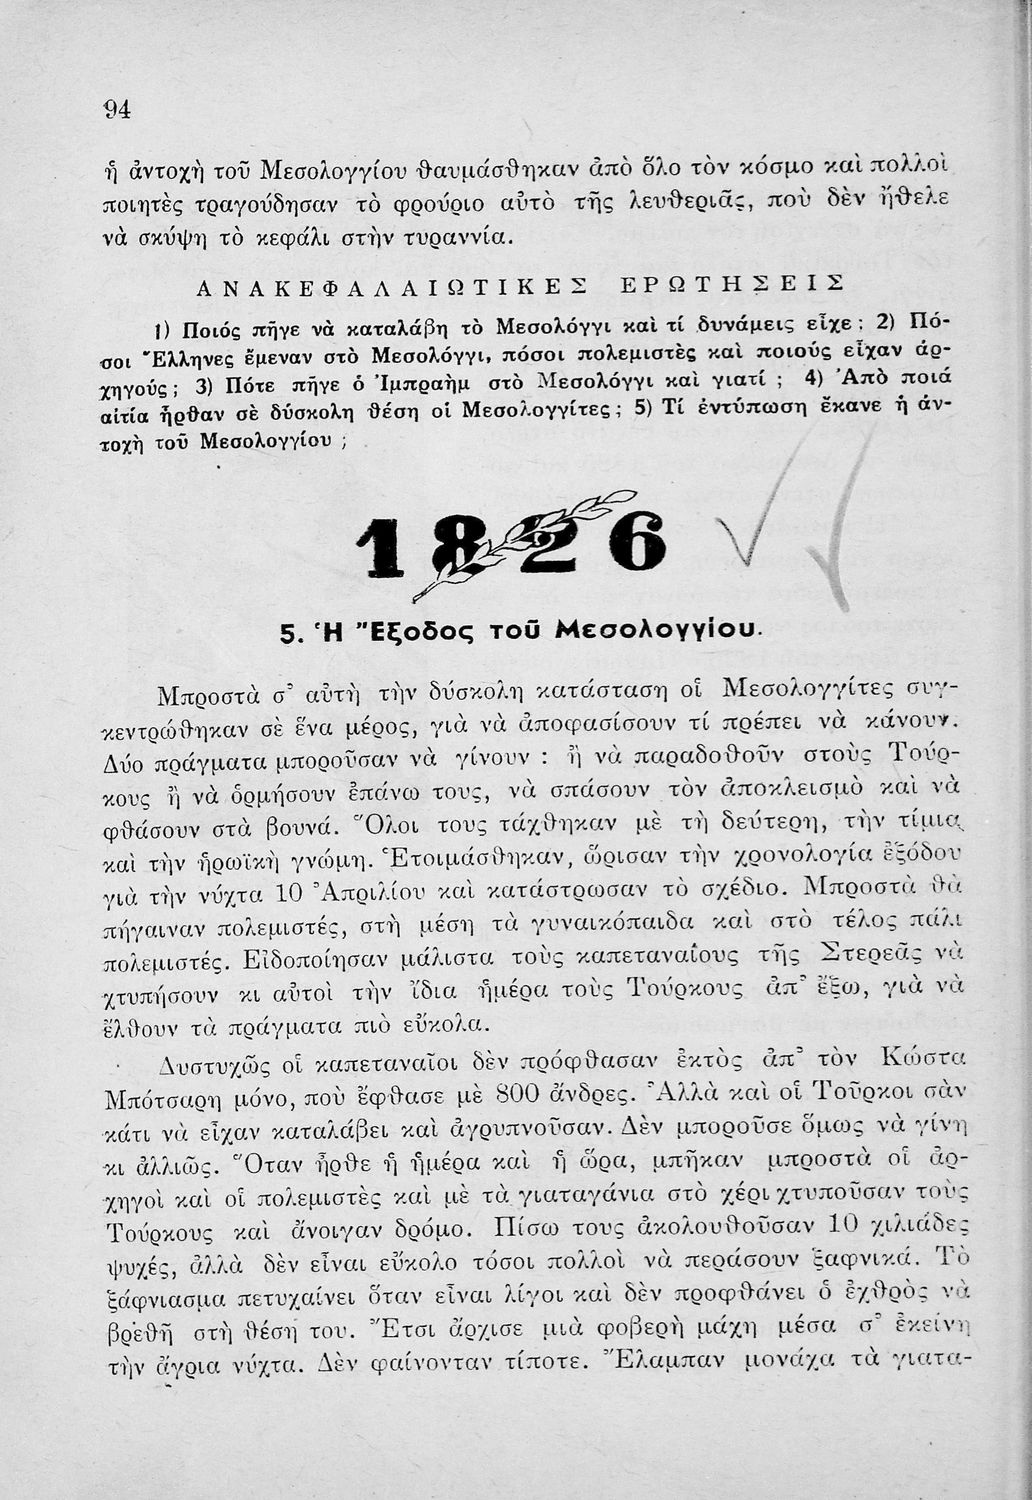 94
ἡ ἀντοχὴ τοῦ Μεσολογγίου θαυμάσθηκαν ἀπὸ ὅλο τὸν κόσμο καὶ πολλοὶ
ποιητὲς τραγούδησαν τὸ φρούριο αὐτὸ τῆς λευθεριᾶς, ποὺ δὲν ἤθελε
νὰ σκύψη τὸ κεφάλι στὴν τυραννία.
ΑΝΑΚΕΦΑΛΑΙΩΤΙΚΕΣ ΕΡΩΤΗΣΕΙΣ
1) Ποιός πῆγε νὰ καταλάβη τὸ Μεσολόγγι καὶ τί δυνάμεις εἶχε; 2) Πό-
σοι Ἕλληνες ἔμεναν στὸ Μεσολόγγι, πόσοι πολεμιστὲς καὶ ποιούς εἶχαν ἀρ-
χηγούς; 3) Πότε πῆγε ὁ Ἰμπραὴμ στὸ Μεσολόγγι καὶ γιατί ; 4) Ἀπὸ ποιά
αἰτία ἦρθαν σὲ δύσκολη θέση οἱ Μεσολογγίτες; 5) Τί ἐντύπωση ἔκανε ἡ ἀν-
τοχὴ τοῦ Μεσολογγίου ;
1826
5. Ἡ Ἔξοδος τοῦ Μεσολογγίου.
Μπροστὰ σ᾿ αὐτὴ τὴν δύσκολη κατάσταση οἱ Μεσολογγίτες συγ-
κεντρώθηκαν σὲ ἕνα μέρος, γιὰ νὰ ἀποφασίσουν τί πρέπει νὰ κάνουν.
Δύο πράγματα μποροῦσαν νὰ γίνουν : ἢ νὰ παραδοθοῦν στοὺς Τούρ-
κους ἢ νὰ ὁρμήσουν ἐπάνω τους, νὰ σπάσουν τὸν ἀποκλεισμὸ καὶ νὰ
φθάσουν στὰ βουνά. Ὅλοι τους τάχθηκαν μὲ τὴ δεύτερη, τὴν τίμια
καὶ τὴν ἡρωϊκὴ γνώμη. Ἑτοιμάσθηκαν, ὥρισαν τὴν χρονολογία ἐξόδου
γιὰ τὴν νύχτα 10 Ἀπριλίου καὶ κατάστρωσαν τὸ σχέδιο. Μπροστὰ θὰ
πήγαιναν πολεμιστές, στὴ μέση τὰ γυναικόπαιδα καὶ στὸ τέλος πάλι
πολεμιστές. Εἰδοποίησαν μάλιστα τοὺς καπεταναίους τῆς Στερεᾶς νὰ
χτυπήσουν κι αὐτοὶ τὴν ἴδια ἡμέρα τοὺς Τούρκους ἀπ᾿ ἔξω, γιὰ νὰ
ἔλθουν τὰ πράγματα πιὸ εὔκολα.
Δυστυχῶς οἱ καπεταναῖοι δὲν πρόφθασαν ἐκτὸς ἀπ᾿ τὸν Κώστα
Μπότσαρη μόνο, ποὺ ἔφθασε μὲ 800 ἄνδρες. Ἀλλὰ καὶ οἱ Τοῦρκοι σὰν
κάτι νὰ εἶχαν καταλάβει καὶ ἀγρυπνοῦσαν. Δὲν μποροῦσε ὅμως νὰ γίνη
κι ἀλλιῶς. Ὅταν ἦρθε ἡ ἡμέρα καὶ ἡ ὥρα, μπῆκαν μπροστὰ οἱ ἀρ-
χηγοὶ καὶ οἱ πολεμιστὲς καὶ μὲ τὰ γιαταγάνια στὸ χέρι χτυποῦσαν τοὺς
Τούρκους καὶ ἄνοιγαν δρόμο. Πίσω τους ἀκολουθοῦσαν 10 χιλιάδες
ψυχές, ἀλλὰ δὲν εἶναι εὔκολο τόσοι πολλοὶ νὰ περάσουν ξαφνικά. Τὸ
ξάφνιασμα πετυχαίνει ὅταν εἶναι λίγοι καὶ δὲν προφθάνει ὁ ἐχθρὸς νὰ
βρεθῆ στὴ θέση του. Ἔτσι ἄρχισε μιὰ φοβερὴ μάχη μέσα σ᾿ ἐκείνη
τὴν ἄγρια νύχτα. Δὲν φαίνονταν τίποτε. Ἔλαμπαν μονάχα τὰ γιατα-